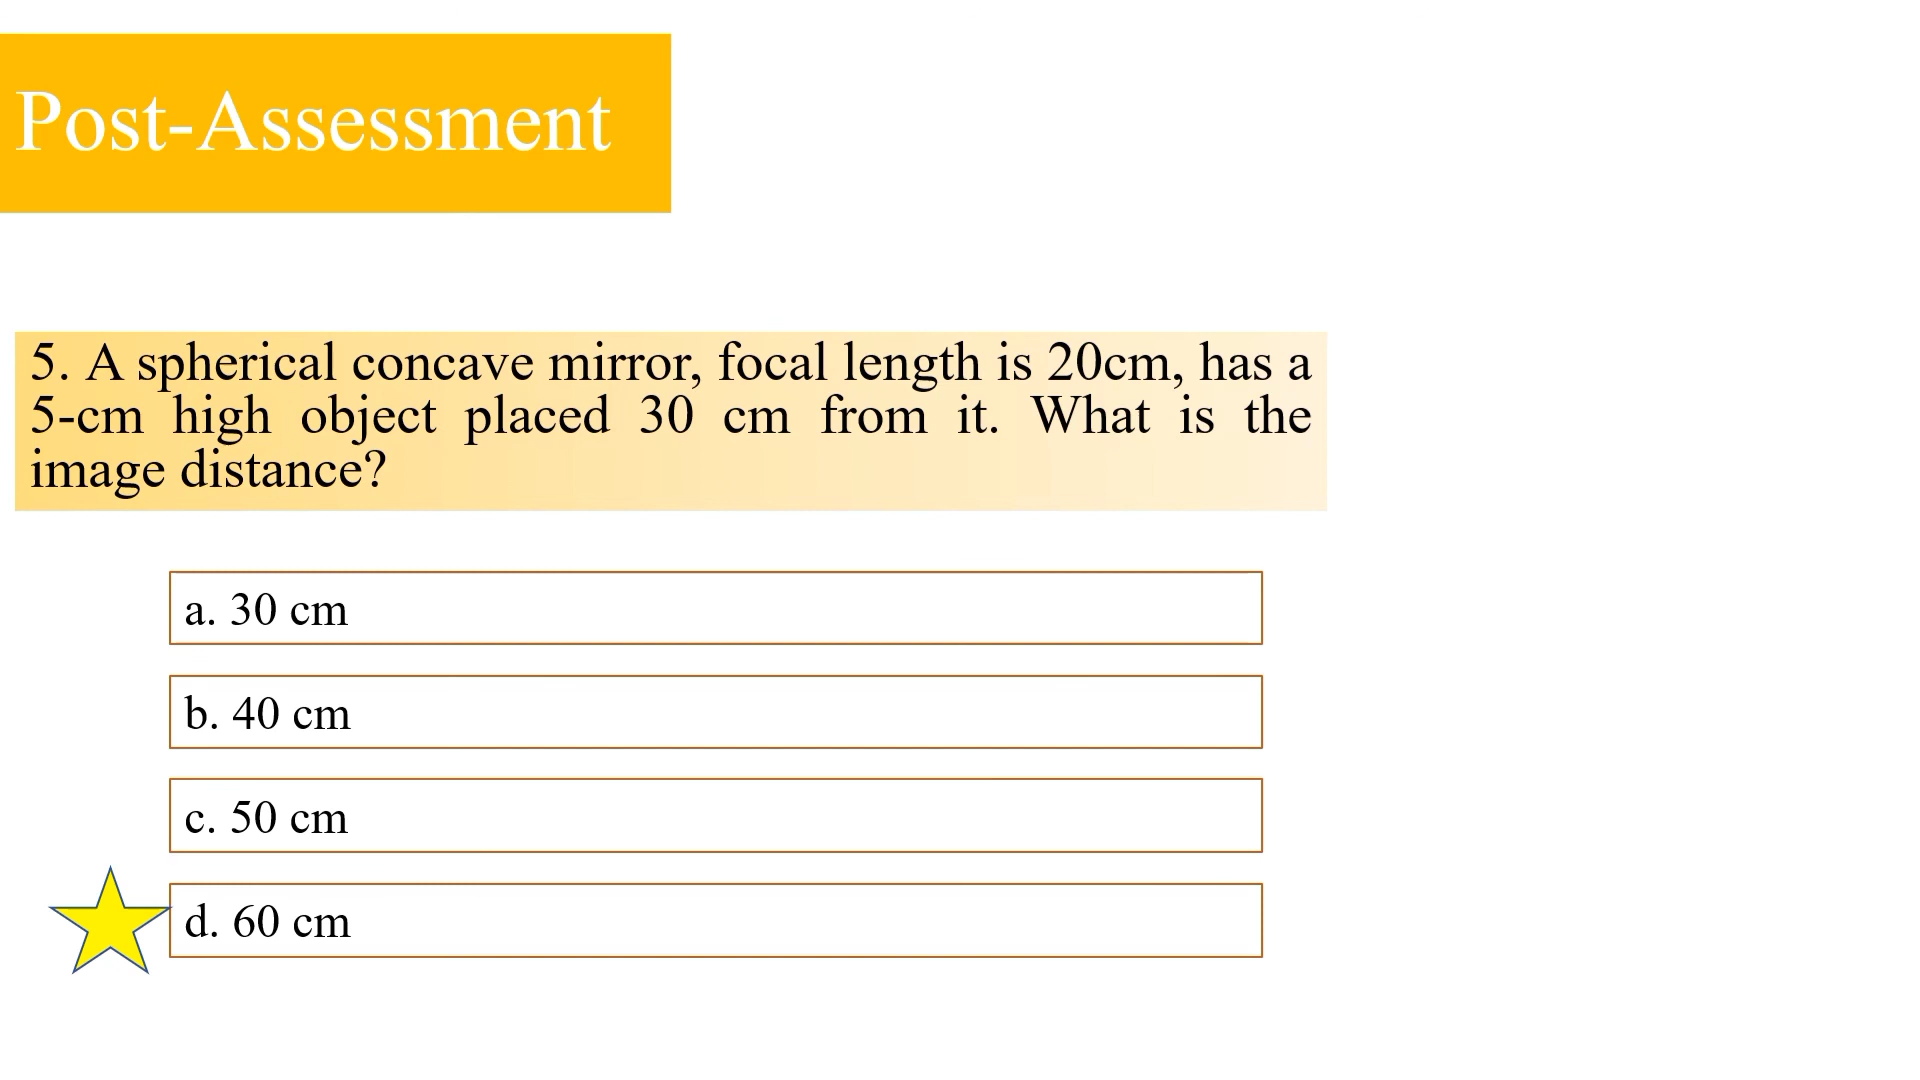 Post-Assessment
5. A spherical concave mirror, focal length is 20cm, has a
5-cm high object placed 30 cm from it. What is the
image distance?
a. 30 cm
b. 40 cm
c. 50 cm
d. 60 cm